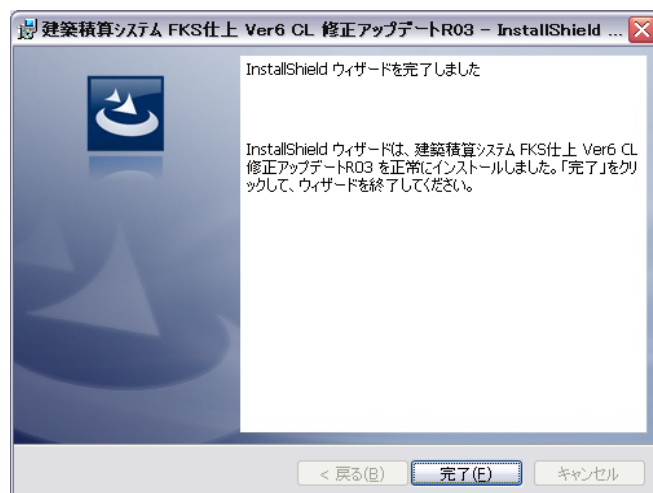 建築積算システム FKS仕上 Ver6 CL 修正アップデートR03 - InstallShield ...
InstallShield ウィザードを完了しました
InstallShield ウィザードは、建築積算システム FKS仕上 Ver6 CL
修正アップデートR03 を正常にインストールしました。「完了」をクリ
ックして、ウィザードを終了してください。
< 戻る(B)
完了(F)
キャンセル